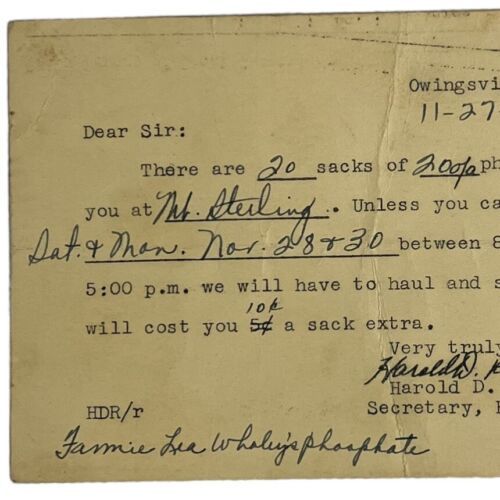 Owingsvi
11-27-
Dear Sir:
There are 20 sacks of 20% ph
you at Mt. Sterling. Unless you ca
Sat. & Mon. Nov. 28 & 30 between 8
5:00 p.m. we will have to haul and s
10¢
will cost you 5¢ a sack extra.
Very truly
Harold D. R
Harold D.
Secretary,
HDR/r
Fannie Lea Whaley's phosphate